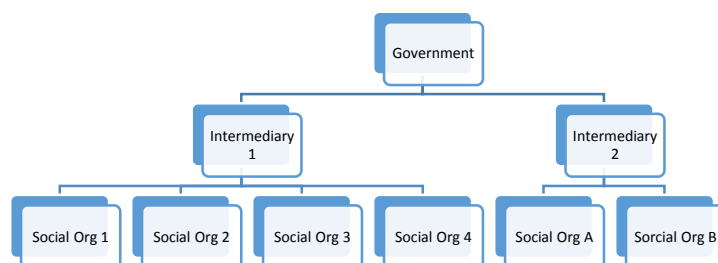 Government
Intermediary
1
Intermediary
2
Social Org 1
Social Org 2
Social Org 3
Social Org 4
Social Org A
Sorcial Org B